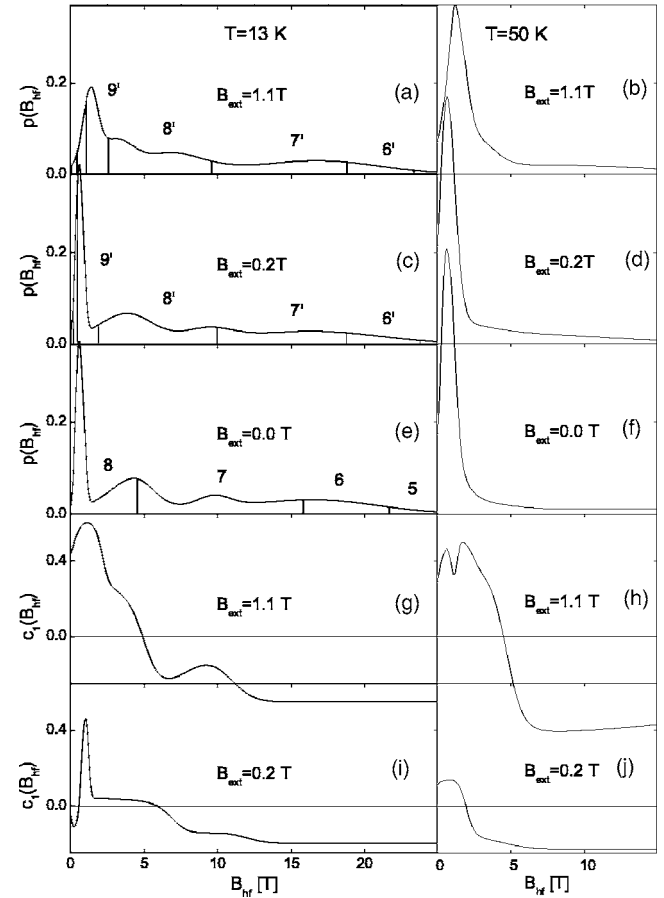 T=13 K
T=50 K
p(B_hf)
0.2
0.0
9' 8' 7' 6'
B_ext=1.1T
(a)
B_ext=1.1T
(b)
p(B_hf)
0.2
0.0
9' 8' 7' 6'
B_ext=0.2T
(c)
B_ext=0.2T
(d)
p(B_hf)
0.2
0.0
8 7 6 5
B_ext=0.0 T
(e)
B_ext=0.0 T
(f)
c_1(B_hf)
0.4
0.0
B_ext=1.1 T
(g)
B_ext=1.1 T
(h)
c_1(B_hf)
0.4
0.0
B_ext=0.2 T
(i)
B_ext=0.2 T
(j)
0 5 10 15 20
0 5 10
B_hf [T]
B_hf [T]